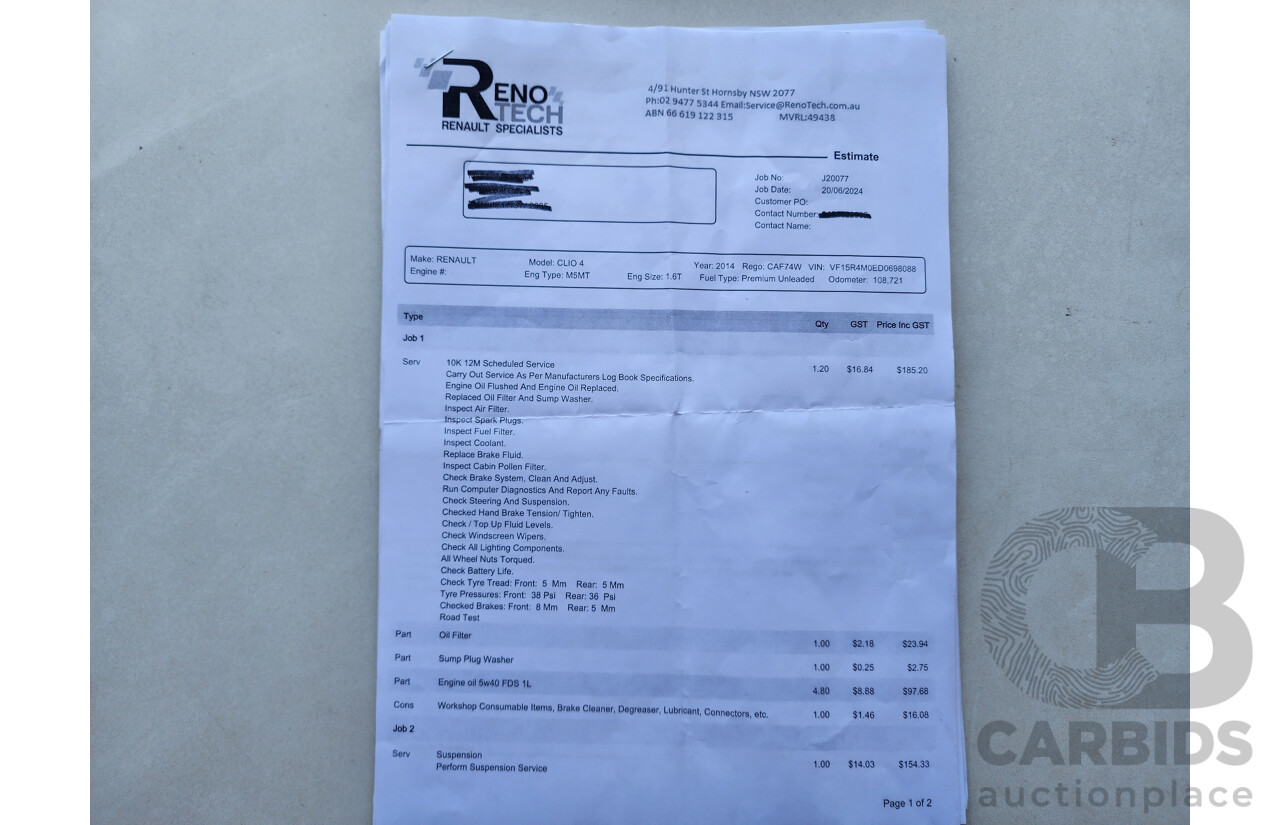 RENO
TECH
RENAULT SPECIALISTS
4/91 Hunter St Hornsby NSW 2077
Ph:02 9477 5344 Email:Service@RenoTech.com.au
ABN 66 619 122 315 MVRL:49438
Estimate
Job No: J20077
Job Date: 20/06/2024
Customer PO:
Contact Number
Contact Name:
Make: RENAULT Model: CLIO 4 Year: 2014 Rego: CAF74W VIN: VF15R4M0ED0698088
Engine #: Eng Type: M5MT Eng Size: 1.6T Fuel Type: Premium Unleaded Odometer: 108,721
Type Qty GST Price Inc GST
Job 1
Serv 10K 12M Scheduled Service 1.20 $16.84 $185.20
Carry Out Service As Per Manufacturers Log Book Specifications.
Engine Oil Flushed And Engine Oil Replaced.
Replaced Oil Filter And Sump Washer.
Inspect Air Filter.
Inspect Spark Plugs.
Inspect Fuel Filter.
Inspect Coolant.
Replace Brake Fluid.
Inspect Cabin Pollen Filter.
Check Brake System, Clean And Adjust.
Run Computer Diagnostics And Report Any Faults.
Check Steering And Suspension.
Checked Hand Brake Tension/ Tighten.
Check / Top Up Fluid Levels.
Check Windscreen Wipers.
Check All Lighting Components.
All Wheel Nuts Torqued.
Check Battery Life.
Check Tyre Tread: Front: 5 Mm Rear: 5 Mm
Tyre Pressures: Front: 38 Psi Rear: 36 Psi
Checked Brakes: Front: 8 Mm Rear: 5 Mm
Road Test
Part Oil Filter 1.00 $2.18 $23.94
Part Sump Plug Washer 1.00 $0.25 $2.75
Part Engine oil 5w40 FDS 1L 4.80 $8.88 $97.68
Cons Workshop Consumable Items, Brake Cleaner, Degreaser, Lubricant, Connectors, etc. 1.00 $1.46 $16.08
Job 2
Serv Suspension 1.00 $14.03 $154.33
Perform Suspension Service
Page 1 of 2
CB
CARBIDS
auctionplace